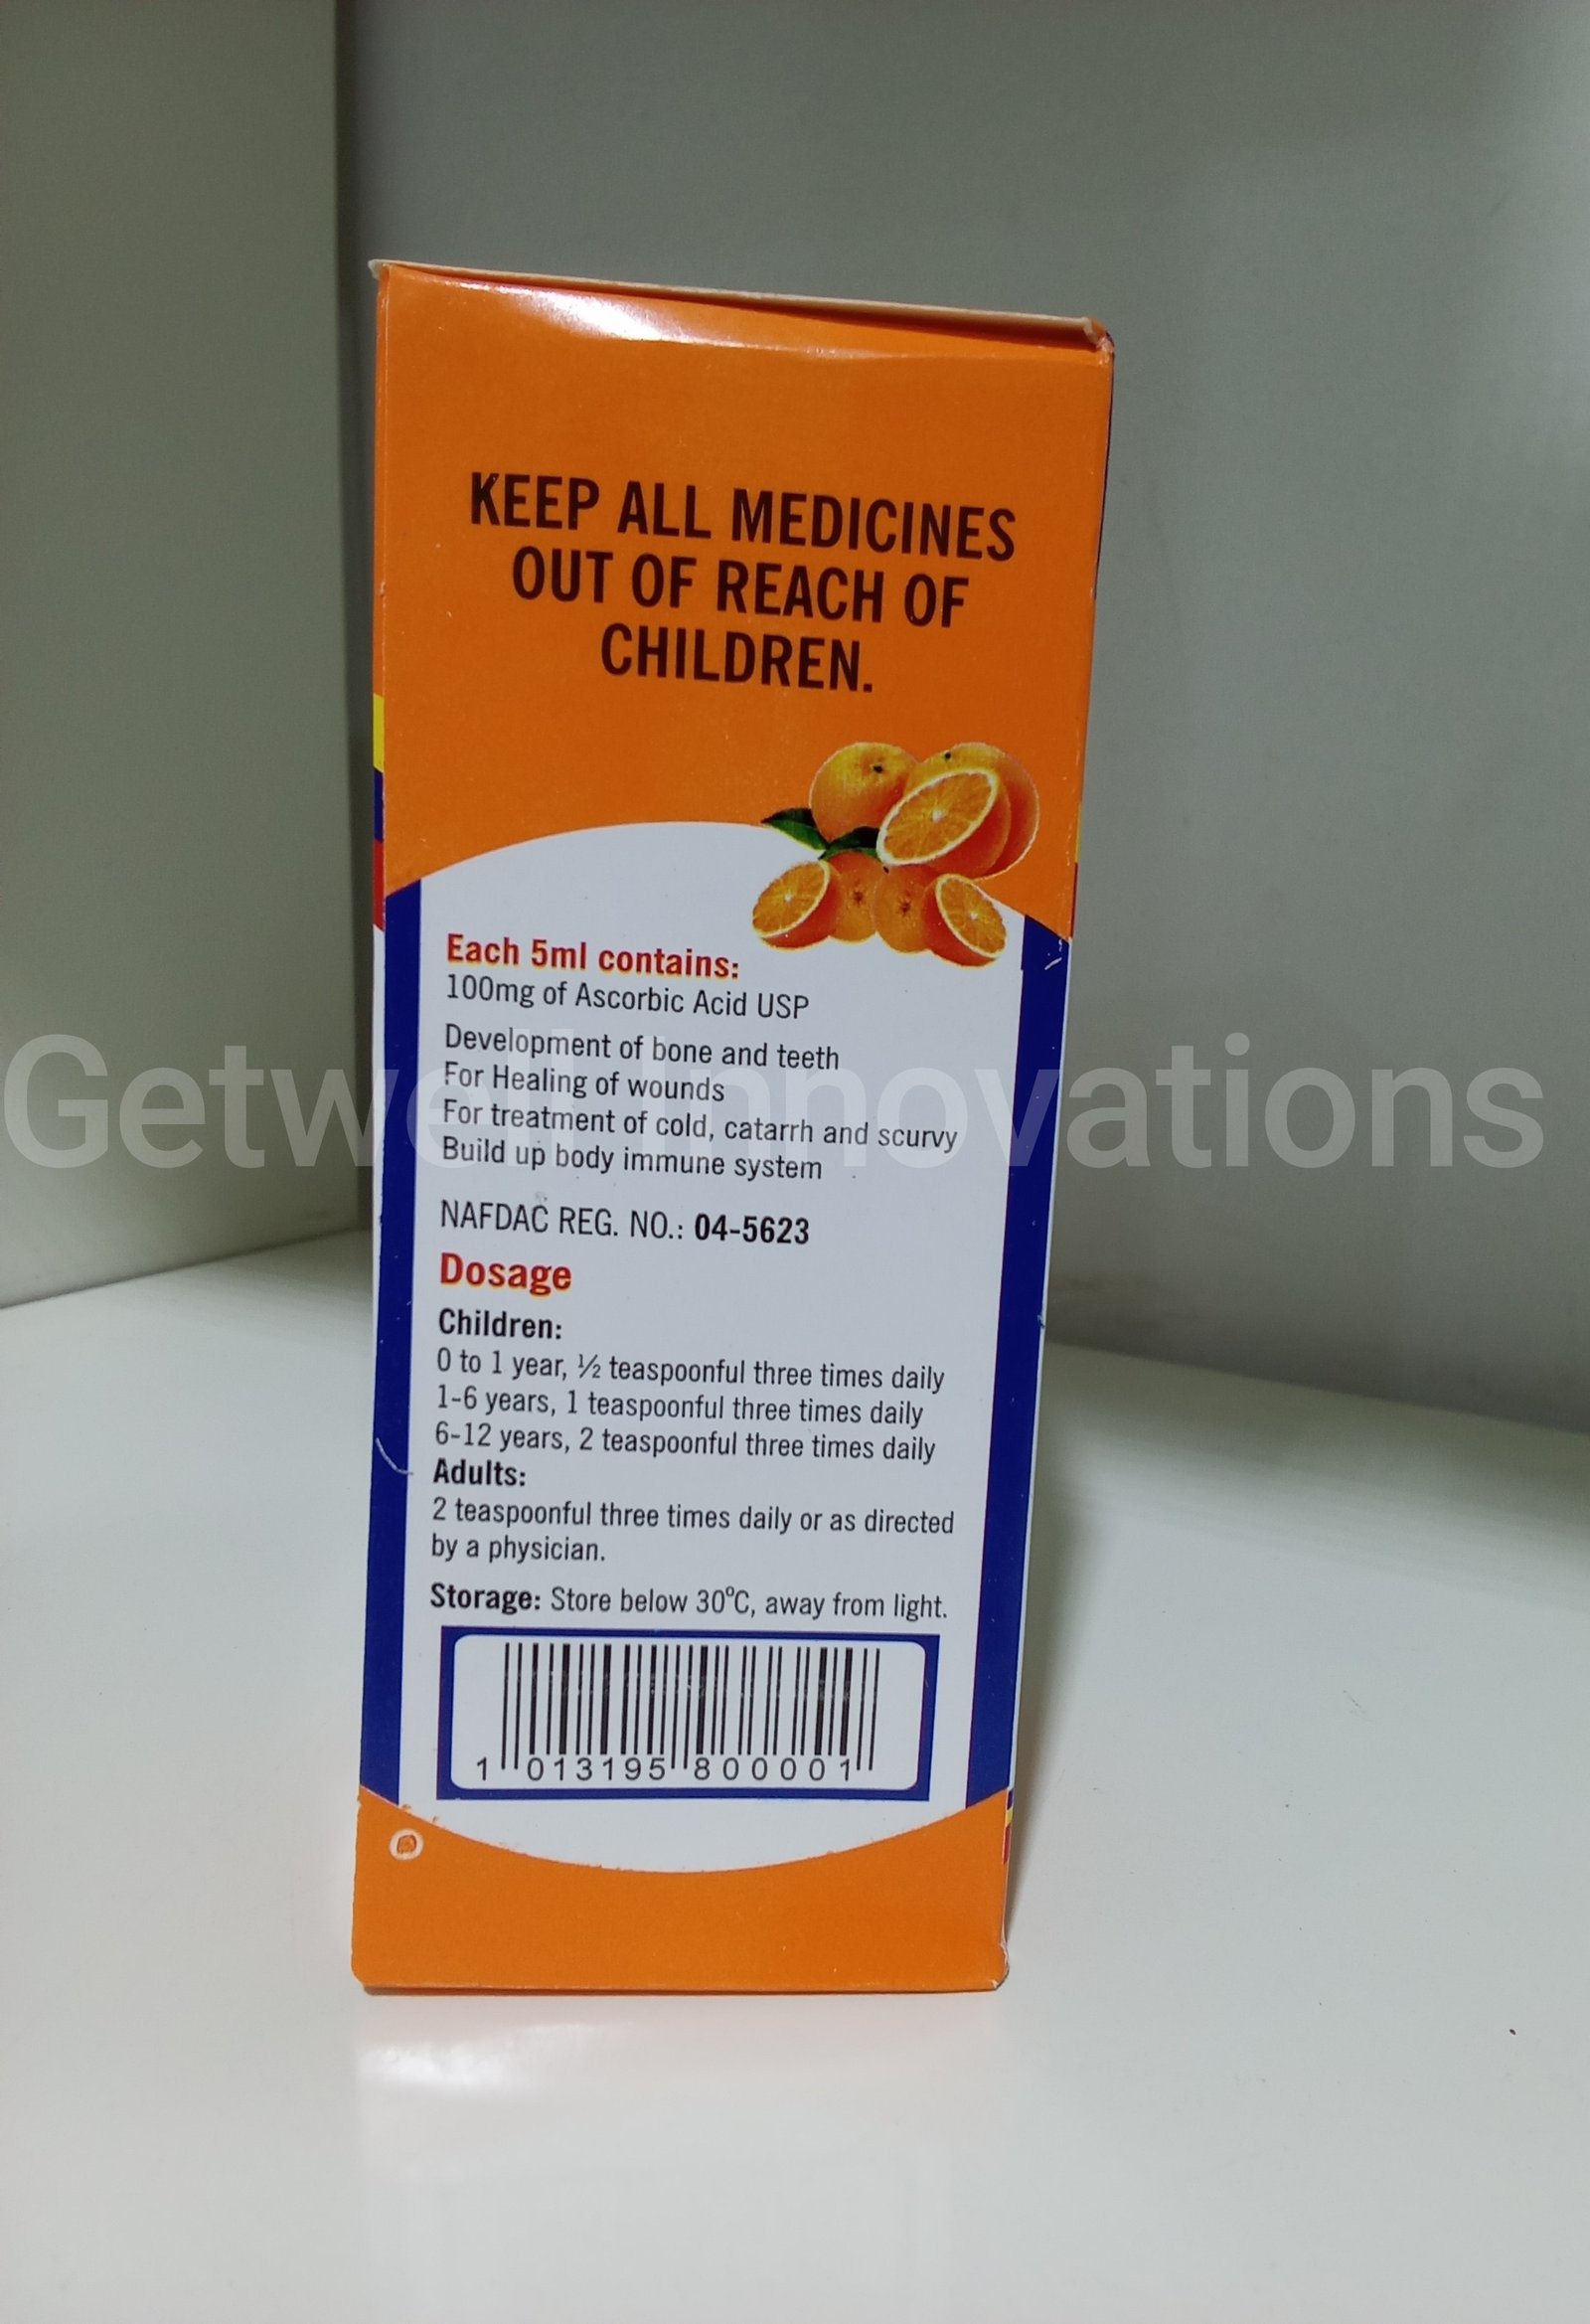 KEEP ALL MEDICINES
OUT OF REACH OF
CHILDREN.
Each 5ml contains:
100mg of Ascorbic Acid USP
Development of bone and teeth
For Healing of wounds
For treatment of cold, catarrh and scurvy
Build up body immune system
Getwell Innovations
NAFDAC REG. NO.: 04-5623
Dosage
Children:
0 to 1 year, ½ teaspoonful three times daily
1-6 years, 1 teaspoonful three times daily
6-12 years, 2 teaspoonful three times daily
Adults:
2 teaspoonful three times daily or as directed
by a physician.
Storage: Store below 30°C, away from light.
1 013195 800001